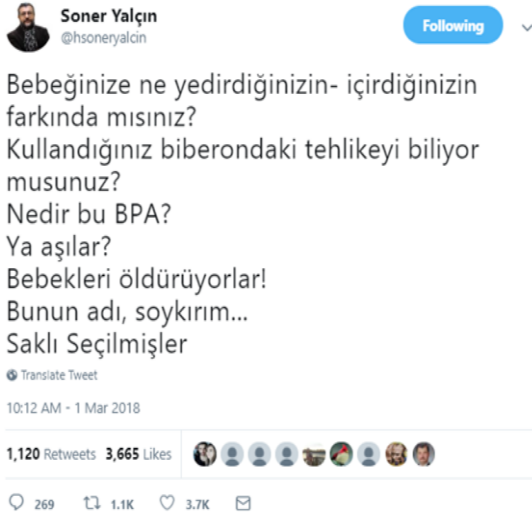 Soner Yalçın
@hsoneryalcin
Following
Bebeğinize ne yedirdiğinizin- içirdiğinizin
farkında mısınız?
Kullandığınız biberondaki tehlikeyi biliyor
musunuz?
Nedir bu BPA?
Ya aşılar?
Bebekleri öldürüyorlar!
Bunun adı, soykırım...
Saklı Seçilmişler
Translate Tweet
10:12 AM - 1 Mar 2018
1,120 Retweets 3,665 Likes
269 1.1K 3.7K